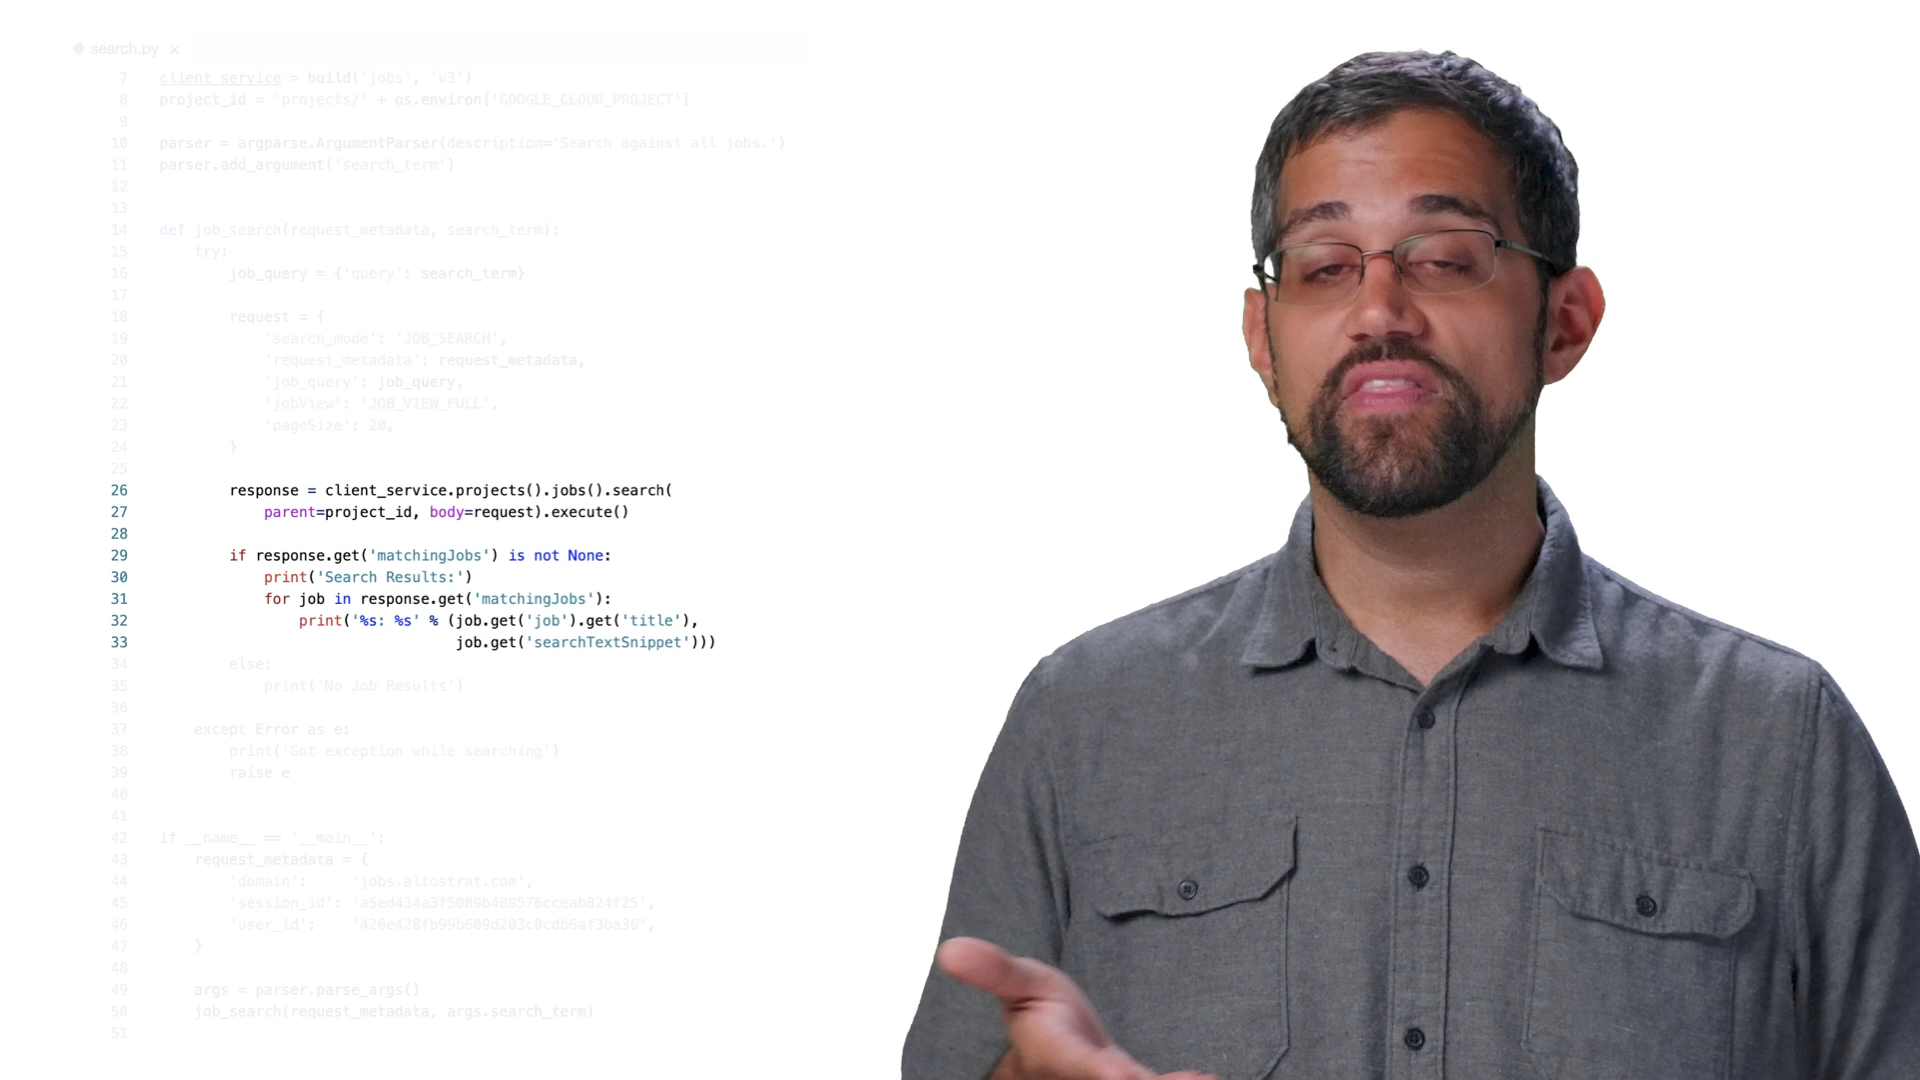 search.py ×
7 client_service = build('jobs', 'v3')
8 project_id = 'projects/' + os.environ['GOOGLE_CLOUD_PROJECT']
9
10 parser = argparse.ArgumentParser(description='Search against all jobs.')
11 parser.add_argument('search_term')
12
13
14 def job_search(request_metadata, search_term):
15 try:
16 job_query = {'query': search_term}
17
18 request = {
19 'search_mode': 'JOB_SEARCH',
20 'request_metadata': request_metadata,
21 'job_query': job_query,
22 'jobView': 'JOB_VIEW_FULL',
23 'pageSize': 20,
24 }
25
26 response = client_service.projects().jobs().search(
27 parent=project_id, body=request).execute()
28
29 if response.get('matchingJobs') is not None:
30 print('Search Results:')
31 for job in response.get('matchingJobs'):
32 print('%s: %s' % (job.get('job').get('title'),
33 job.get('searchTextSnippet')))
34 else:
35 print('No Job Results')
36
37 except Error as e:
38 print('Got exception while searching')
39 raise e
40
41
42 if __name__ == '__main__':
43 request_metadata = {
44 'domain': 'jobs.altostrat.com',
45 'session_id': 'a5ed434a3f5089b489576cceab824f25',
46 'user_id': '426e428fb99b609d203c0cdb6af3ba36',
47 }
48
49 args = parser.parse_args()
50 job_search(request_metadata, args.search_term)
51